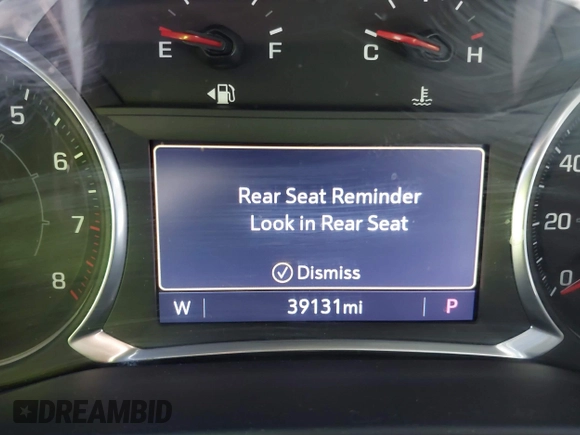 E F C H
5
6
7
8
Rear Seat Reminder
Look in Rear Seat
Dismiss
W 39131mi P
40
20
0
DREAMBID